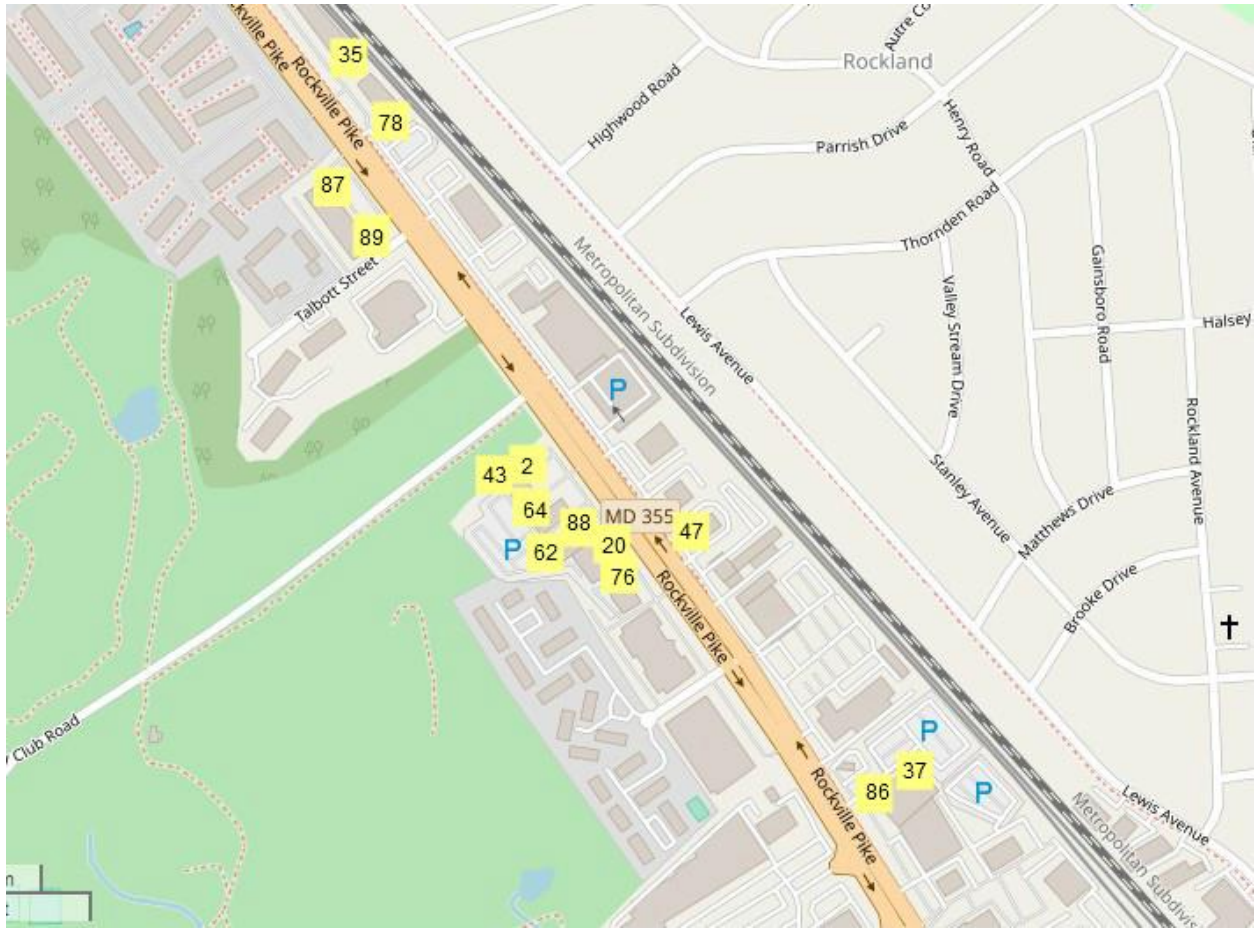 Autre Co
35
ckville Pike
Rockville Pike
Rockland
Highwood Road
78
Henry Road
Parrish Drive
87
Thornden Road
89
Talbott Street
Metropolitan Subdivision
Gainsboro Road
Valley Stream Drive
Lewis Avenue
Halsey
P
Rockland Avenue
2
43
Stanley Avenue
Matthews Drive
64
88
MD 355
47
P
62
20
76
Rockville Pike
Brooke Drive
P
y Club Road
37
86
P
Rockville Pike
Lewis Avenue
Metropolitan Subdivis